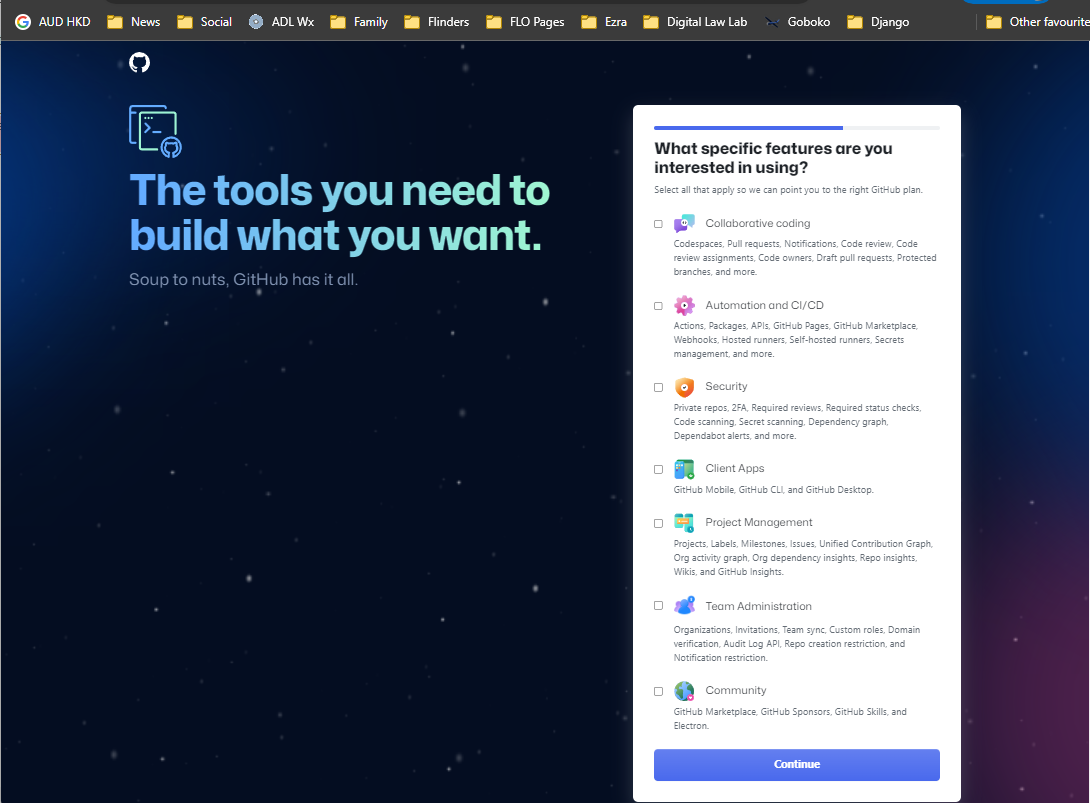 AUD HKD
News
Social
ADL Wx
Family
Flinders
FLO Pages
Ezra
Digital Law Lab
Goboko
Django
Other favourite
The tools you need to
build what you want.
Soup to nuts, GitHub has it all.
What specific features are you
interested in using?
Select all that apply so we can point you to the right GitHub plan.
Collaborative coding
Codespaces, Pull requests, Notifications, Code review, Code
review assignments, Code owners, Draft pull requests, Protected
branches, and more.
Automation and CI/CD
Actions, Packages, APIs, GitHub Pages, GitHub Marketplace,
Webhooks, Hosted runners, Self-hosted runners, Secrets
management, and more.
Security
Private repos, 2FA, Required reviews, Required status checks,
Code scanning, Secret scanning, Dependency graph,
Dependabot alerts, and more.
Client Apps
GitHub Mobile, GitHub CLI, and GitHub Desktop.
Project Management
Projects, Labels, Milestones, Issues, Unified Contribution Graph,
Org activity graph, Org dependency insights, Repo insights,
Wikis, and GitHub Insights.
Team Administration
Organizations, Invitations, Team sync, Custom roles, Domain
verification, Audit Log API, Repo creation restriction, and
Notification restriction.
Community
GitHub Marketplace, GitHub Sponsors, GitHub Skills, and
Electron.
Continue